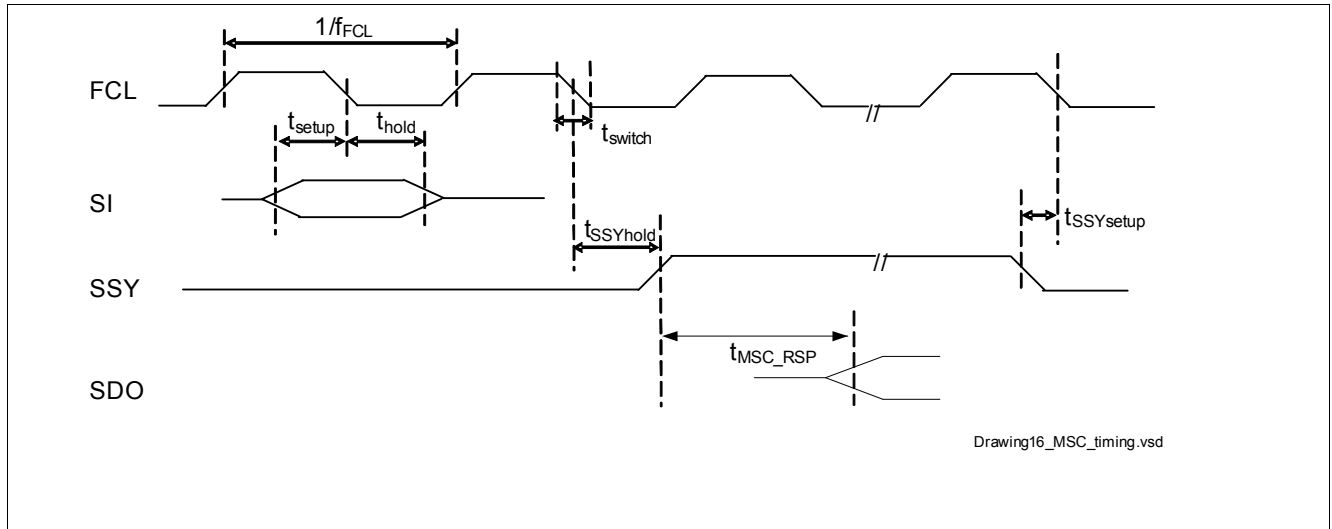 1/fFCL
FCL
tsetup
thold
tswitch
SI
tSSYhold
tSSYsetup
//
//
SSY
tMSC_RSP
SDO
Drawing16_MSC_timing.vsd